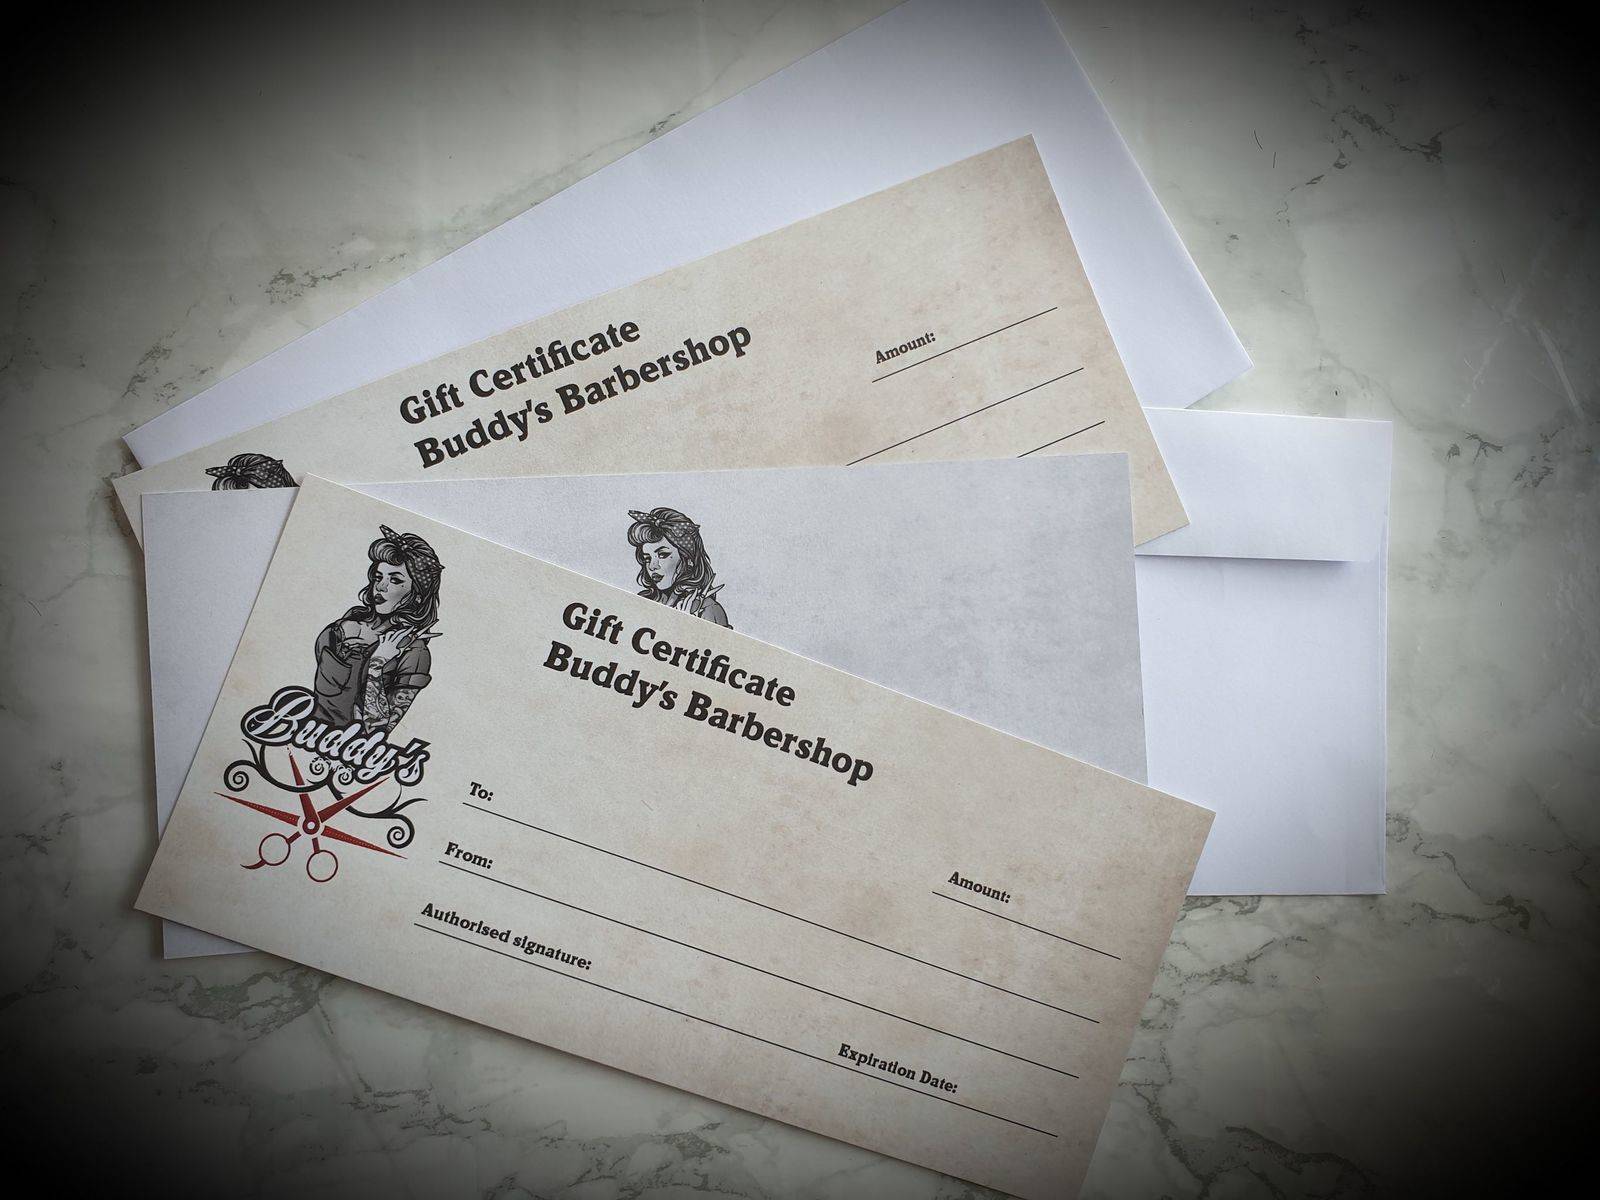 Gift Certificate
Buddy's Barbershop
Amount:
Gift Certificate
Buddy's Barbershop
Buddy's
To:
From:
Amount:
Authorised signature:
Expiration Date: